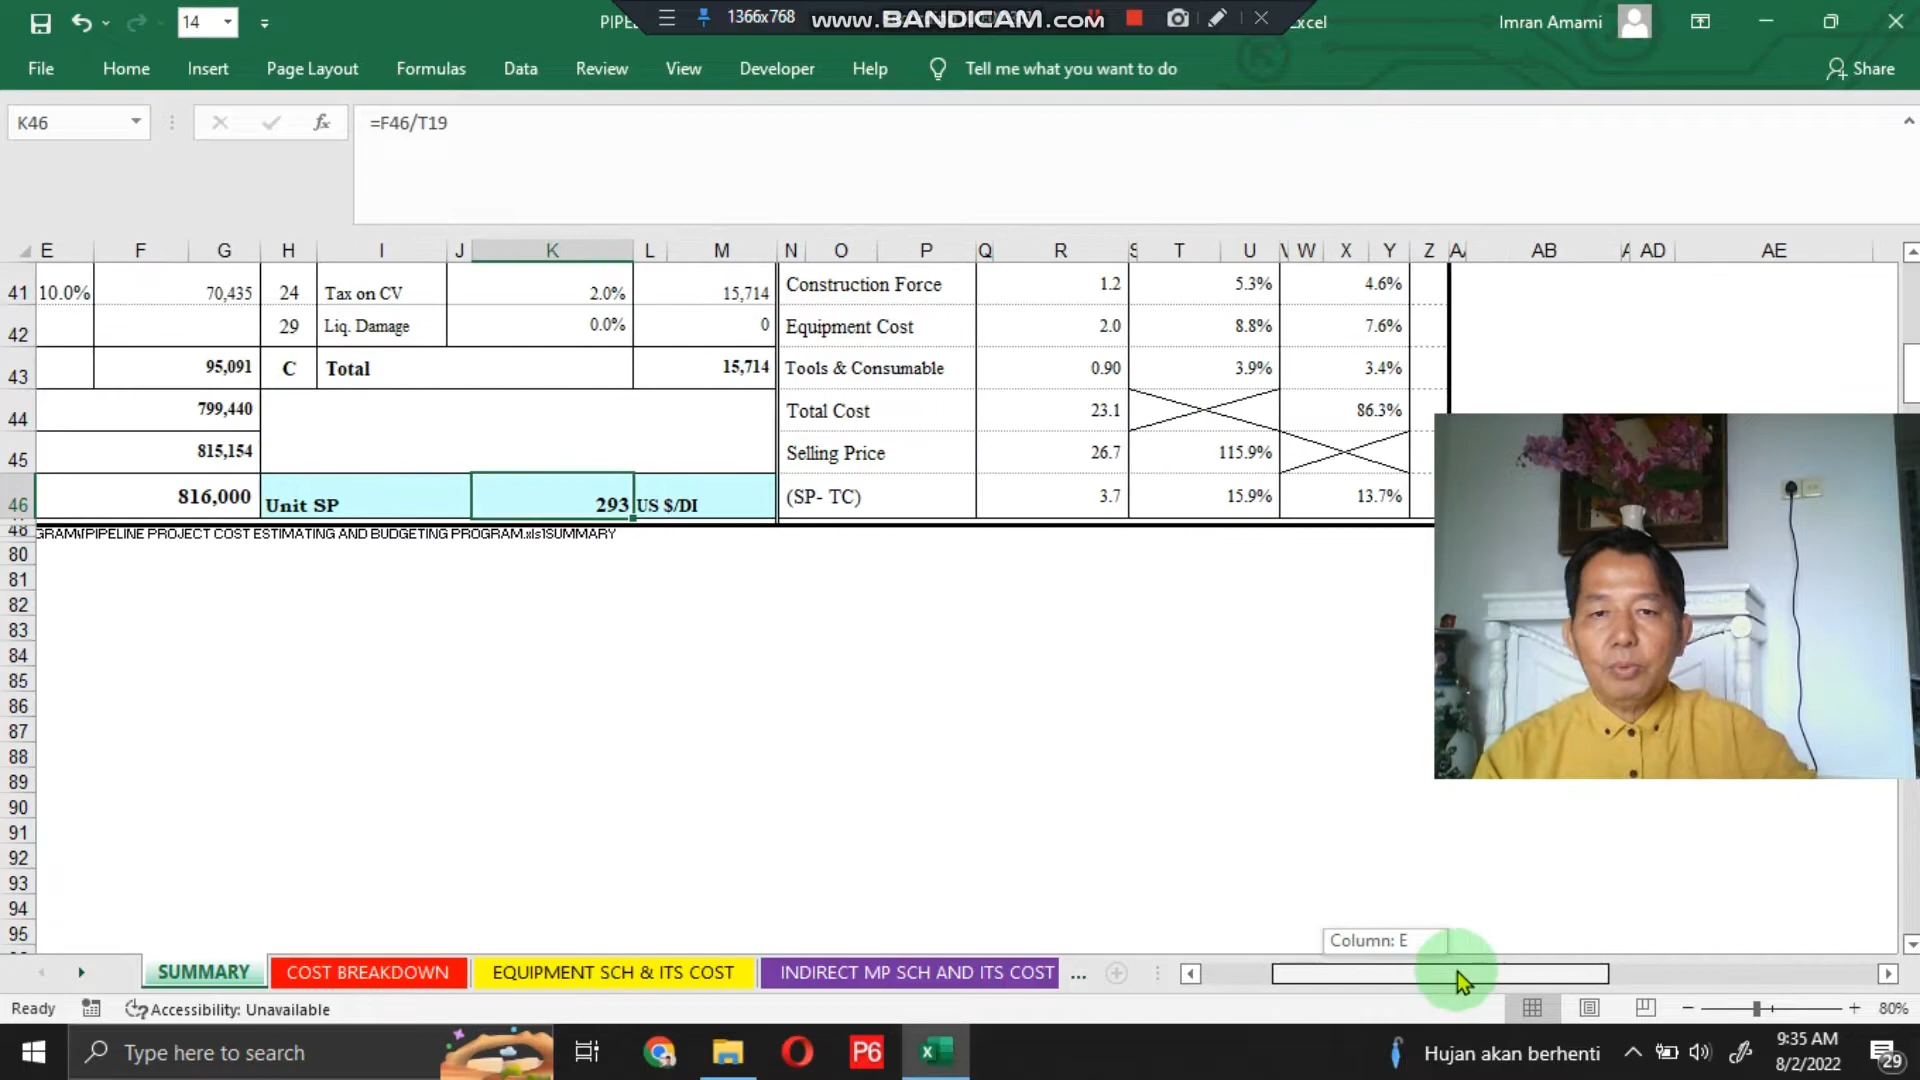 14
PIPEL
1366x768
www.BANDICAM.com
Excel
Imran Amami
File Home Insert Page Layout Formulas Data Review View Developer Help Tell me what you want to do Share
K46 fx =F46/T19
E F G H I J K L M N O P Q R S T U V W X Y Z AA AB AD AE
41 10.0% 70,435 24 Tax on CV 2.0% 15,714 Construction Force 1.2 5.3% 4.6%
42 29 Liq. Damage 0.0% 0 Equipment Cost 2.0 8.8% 7.6%
43 95,091 C Total 15,714 Tools & Consumable 0.90 3.9% 3.4%
44 799,440 Total Cost 23.1 86.3%
45 815,154 Selling Price 26.7 115.9%
46 816,000 Unit SP 293 US $/DI (SP- TC) 3.7 15.9% 13.7%
48 GRAM\[PIPELINE PROJECT COST ESTIMATING AND BUDGETING PROGRAM.xls]SUMMARY
80
81
82
83
84
85
86
87
88
89
90
91
92
93
94
95
Column: E
SUMMARY COST BREAKDOWN EQUIPMENT SCH & ITS COST INDIRECT MP SCH AND ITS COST ...
Ready Accessibility: Unavailable 80%
Type here to search P6 Hujan akan berhenti 9:35 AM
8/2/2022 29